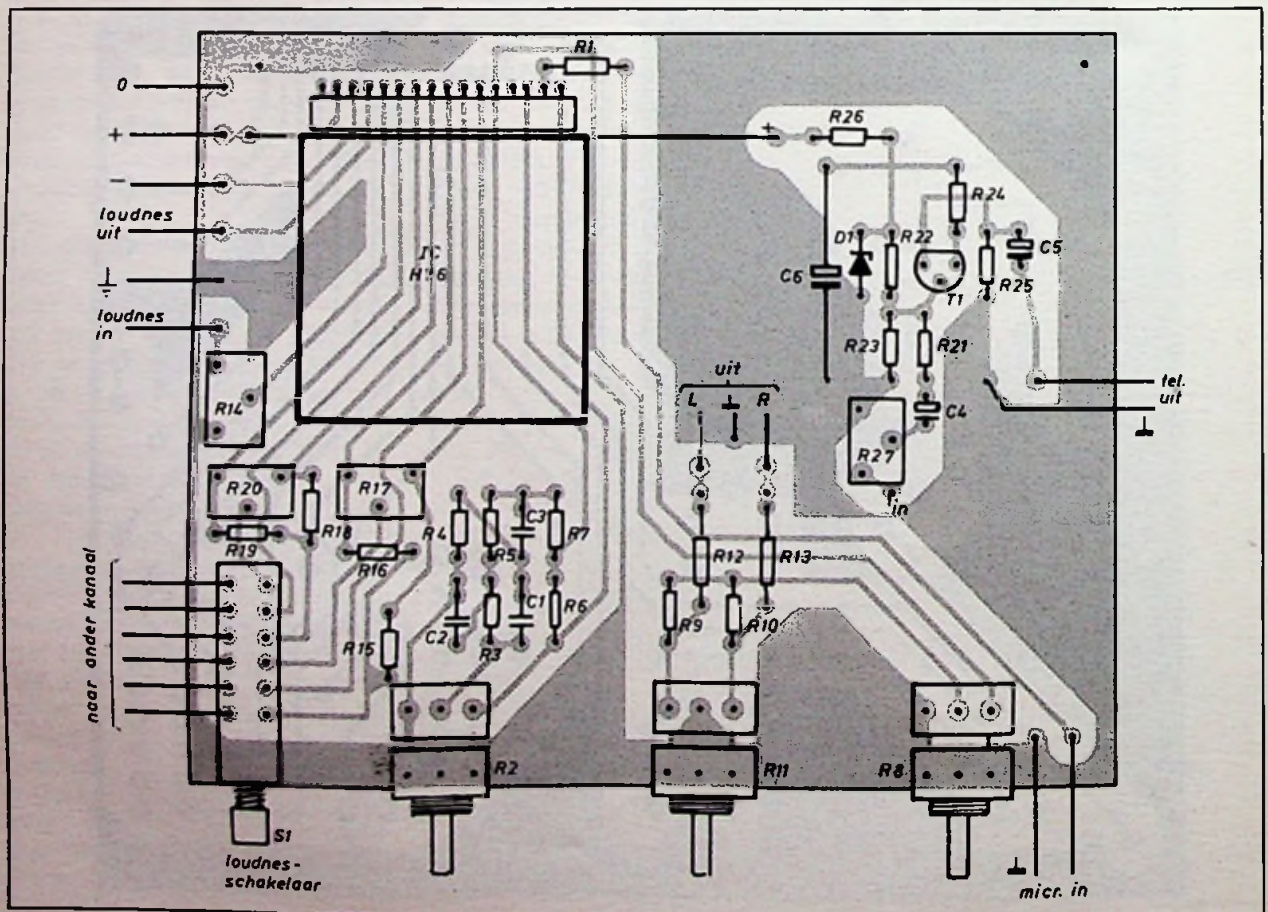 R1
0
+
+
R26
−
R24
loudnes
uit
D1
R22
C5
C6
IC
T1
R25
loudnes
in
R23
R21
uit
L
R
tel.
uit
R14
C4
R27
R20
R17
in
R18
R4
C3
R7
R5
R19
R16
R12
R13
naar ander kanaal
C1
R6
R15
C2
R3
R9
R10
R2
R11
R8
S1
loudnes-
schakelaar
micr. in